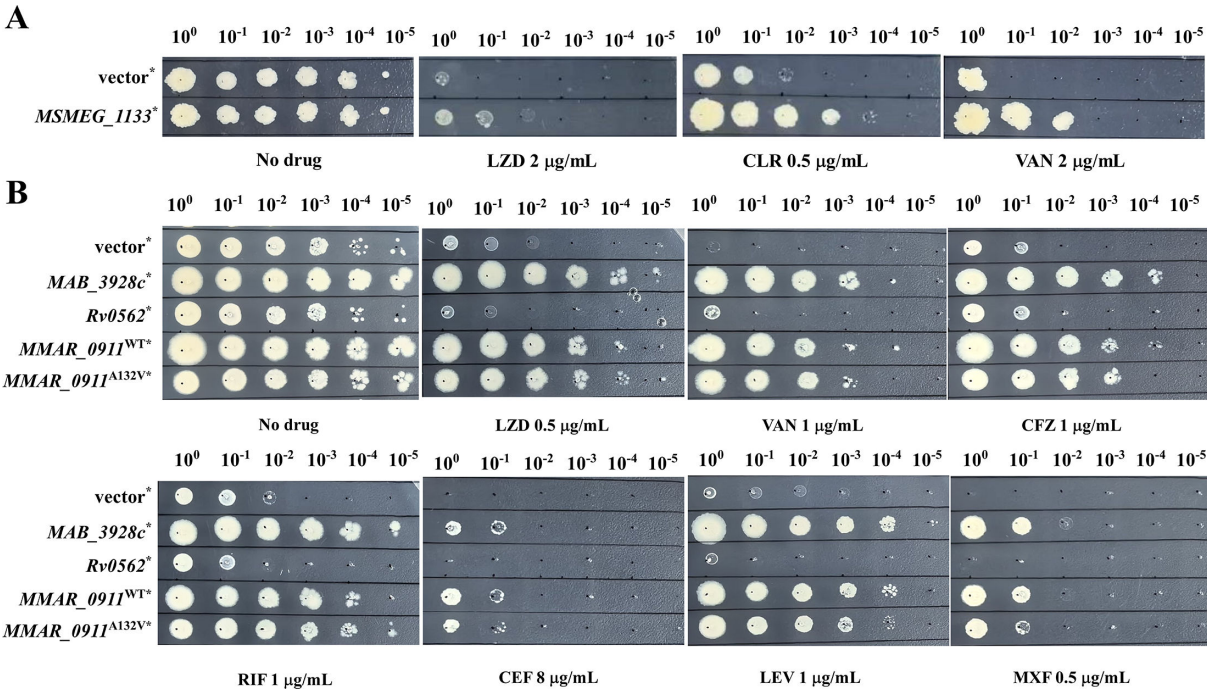 A
10⁰ 10⁻¹ 10⁻² 10⁻³ 10⁻⁴ 10⁻⁵ 10⁰ 10⁻¹ 10⁻² 10⁻³ 10⁻⁴ 10⁻⁵ 10⁰ 10⁻¹ 10⁻² 10⁻³ 10⁻⁴ 10⁻⁵ 10⁰ 10⁻¹ 10⁻² 10⁻³ 10⁻⁴ 10⁻⁵
vector*
MSMEG_1133*
No drug LZD 2 μg/mL CLR 0.5 μg/mL VAN 2 μg/mL
B
10⁰ 10⁻¹ 10⁻² 10⁻³ 10⁻⁴ 10⁻⁵ 10⁰ 10⁻¹ 10⁻² 10⁻³ 10⁻⁴ 10⁻⁵ 10⁰ 10⁻¹ 10⁻² 10⁻³ 10⁻⁴ 10⁻⁵ 10⁰ 10⁻¹ 10⁻² 10⁻³ 10⁻⁴ 10⁻⁵
vector*
MAB_3928c*
Rv0562*
MMAR_0911ᵂᵀ*
MMAR_0911ᴬ¹³²ⱽ*
No drug LZD 0.5 μg/mL VAN 1 μg/mL CFZ 1 μg/mL
10⁰ 10⁻¹ 10⁻² 10⁻³ 10⁻⁴ 10⁻⁵ 10⁰ 10⁻¹ 10⁻² 10⁻³ 10⁻⁴ 10⁻⁵ 10⁰ 10⁻¹ 10⁻² 10⁻³ 10⁻⁴ 10⁻⁵ 10⁰ 10⁻¹ 10⁻² 10⁻³ 10⁻⁴ 10⁻⁵
vector*
MAB_3928c*
Rv0562*
MMAR_0911ᵂᵀ*
MMAR_0911ᴬ¹³²ⱽ*
RIF 1 μg/mL CEF 8 μg/mL LEV 1 μg/mL MXF 0.5 μg/mL